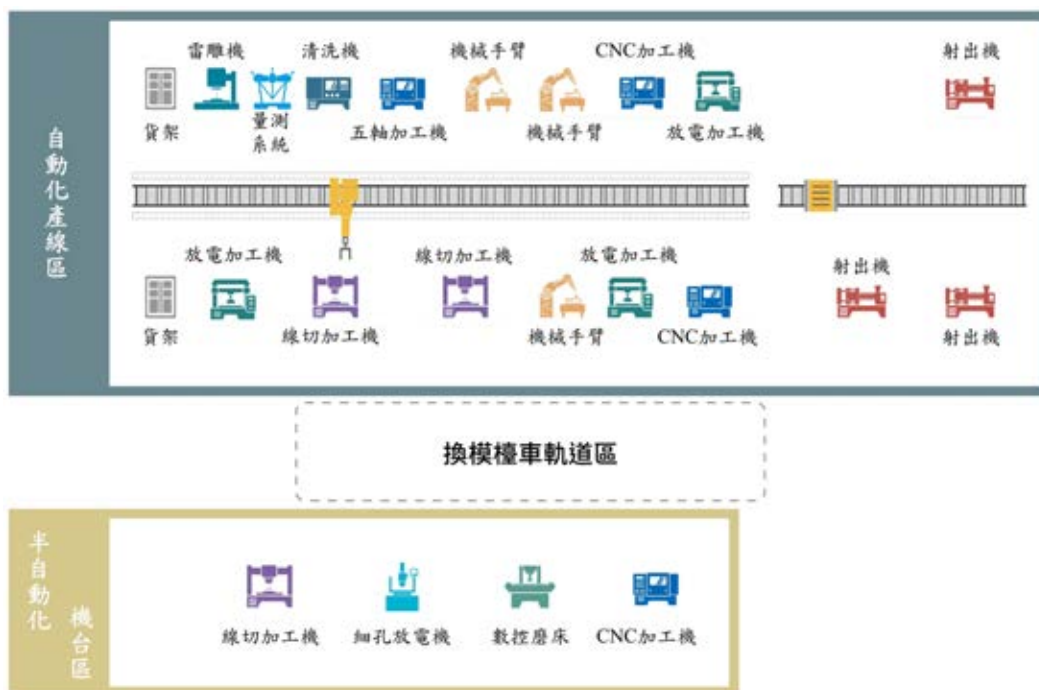 自動化產線區
雷雕機
清洗機
機械手臂
CNC加工機
射出機
貨架
量測
系統
五軸加工機
機械手臂
放電加工機
放電加工機
線切加工機
放電加工機
射出機
貨架
線切加工機
機械手臂
CNC加工機
射出機
換模檯車軌道區
半自動化
機台區
線切加工機
細孔放電機
數控磨床
CNC加工機